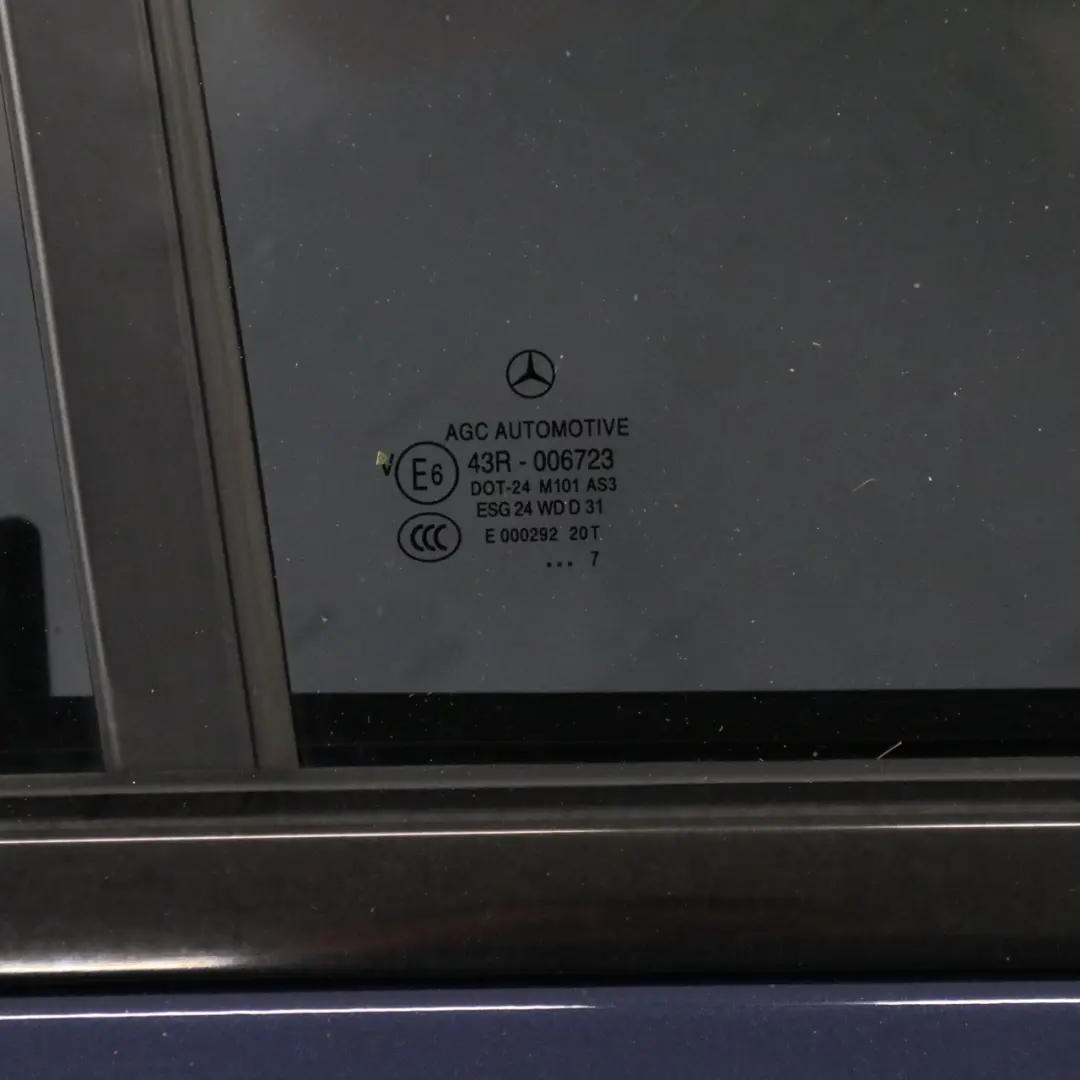 AGC AUTOMOTIVE
V E6 43R - 006723
DOT-24 M101 AS3
ESG 24 WD D 31
CCC E 000292 20T
... 7